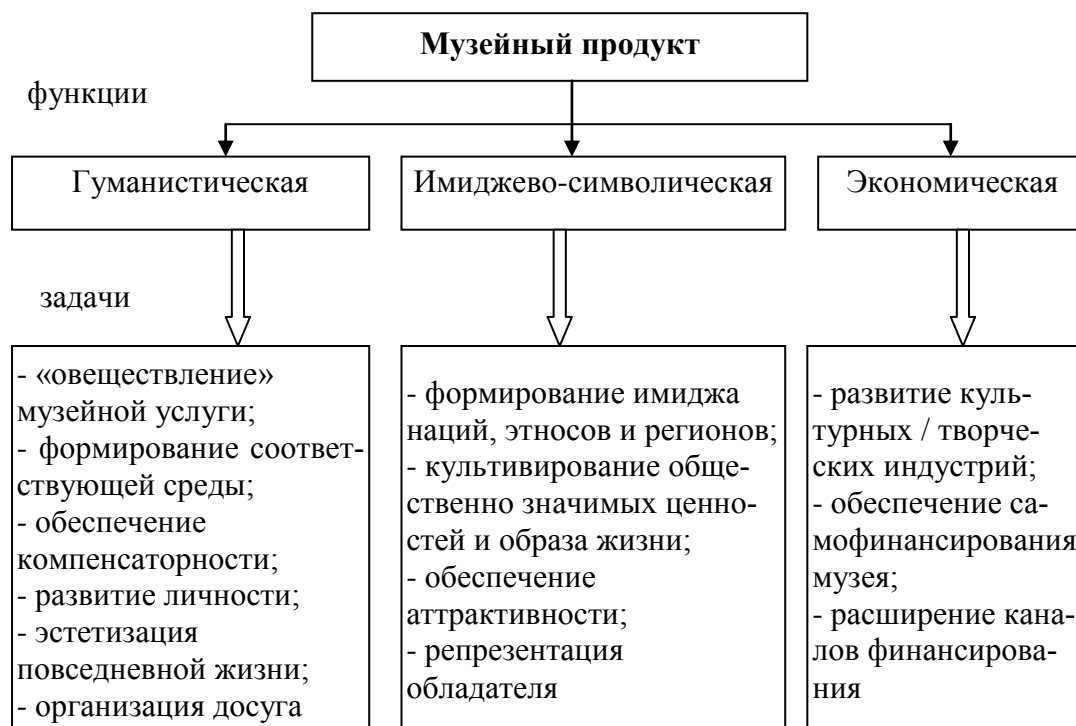 Музейный продукт
функции
Гуманистическая
Имиджево-символическая
Экономическая
задачи
- «овеществление»
музейной услуги;
- формирование соответ-
ствующей среды;
- обеспечение
компенсаторности;
- развитие личности;
- эстетизация
повседневной жизни;
- организация досуга
- формирование имиджа
наций, этносов и регионов;
- культивирование обще-
ственно значимых ценно-
стей и образа жизни;
- обеспечение
аттрактивности;
- репрезентация
обладателя
- развитие куль-
турных / творче-
ских индустрий;
- обеспечение са-
мофинансирования
музея;
- расширение кана-
лов финансирова-
ния